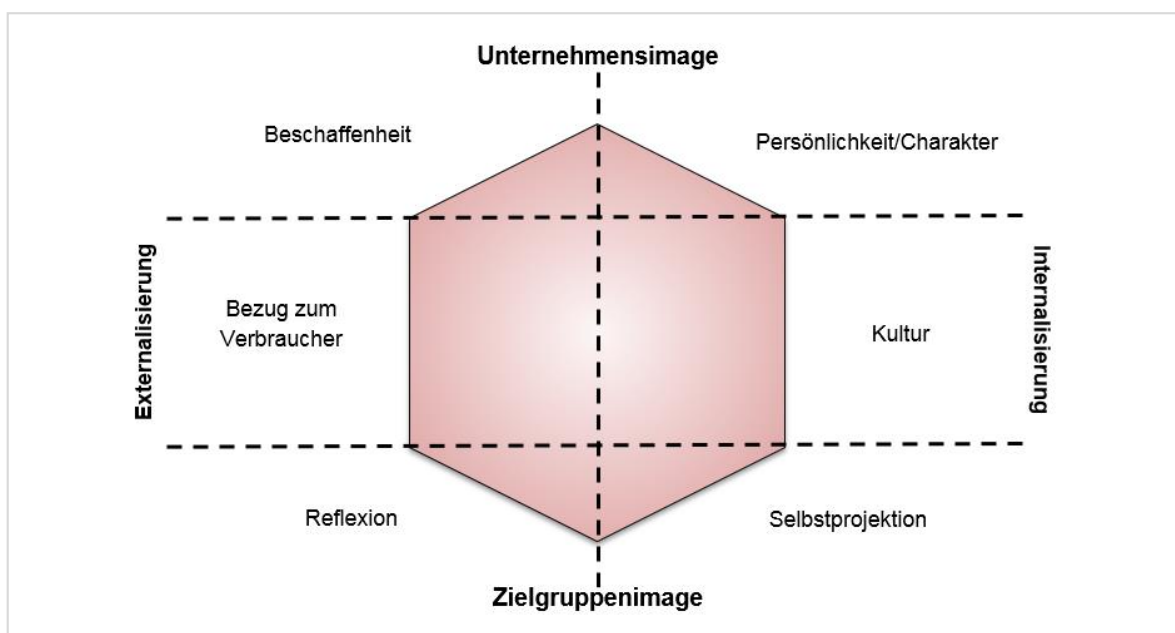 Unternehmensimage
Beschaffenheit
Persönlichkeit/Charakter
Externalisierung
Bezug zum
Verbraucher
Kultur
Internalisierung
Reflexion
Selbstprojektion
Zielgruppenimage